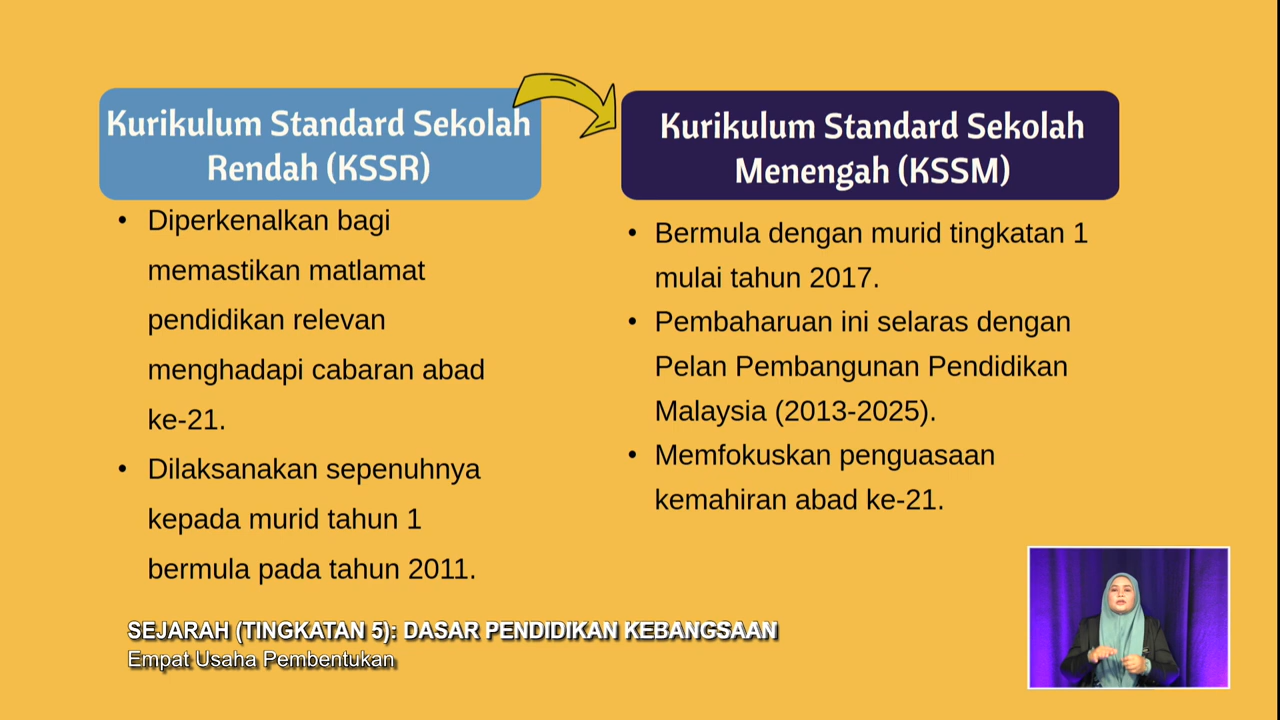 Kurikulum Standard Sekolah
Rendah (KSSR)
Diperkenalkan bagi
memastikan matlamat
pendidikan relevan
menghadapi cabaran abad
ke-21.
Dilaksanakan sepenuhnya
kepada murid tahun 1
bermula pada tahun 2011.
Kurikulum Standard Sekolah
Menengah (KSSM)
Bermula dengan murid tingkatan 1
mulai tahun 2017.
Pembaharuan ini selaras dengan
Pelan Pembangunan Pendidikan
Malaysia (2013-2025).
Memfokuskan penguasaan
kemahiran abad ke-21.
SEJARAH (TINGKATAN 5): DASAR PENDIDIKAN KEBANGSAAN
Empat Usaha Pembentukan